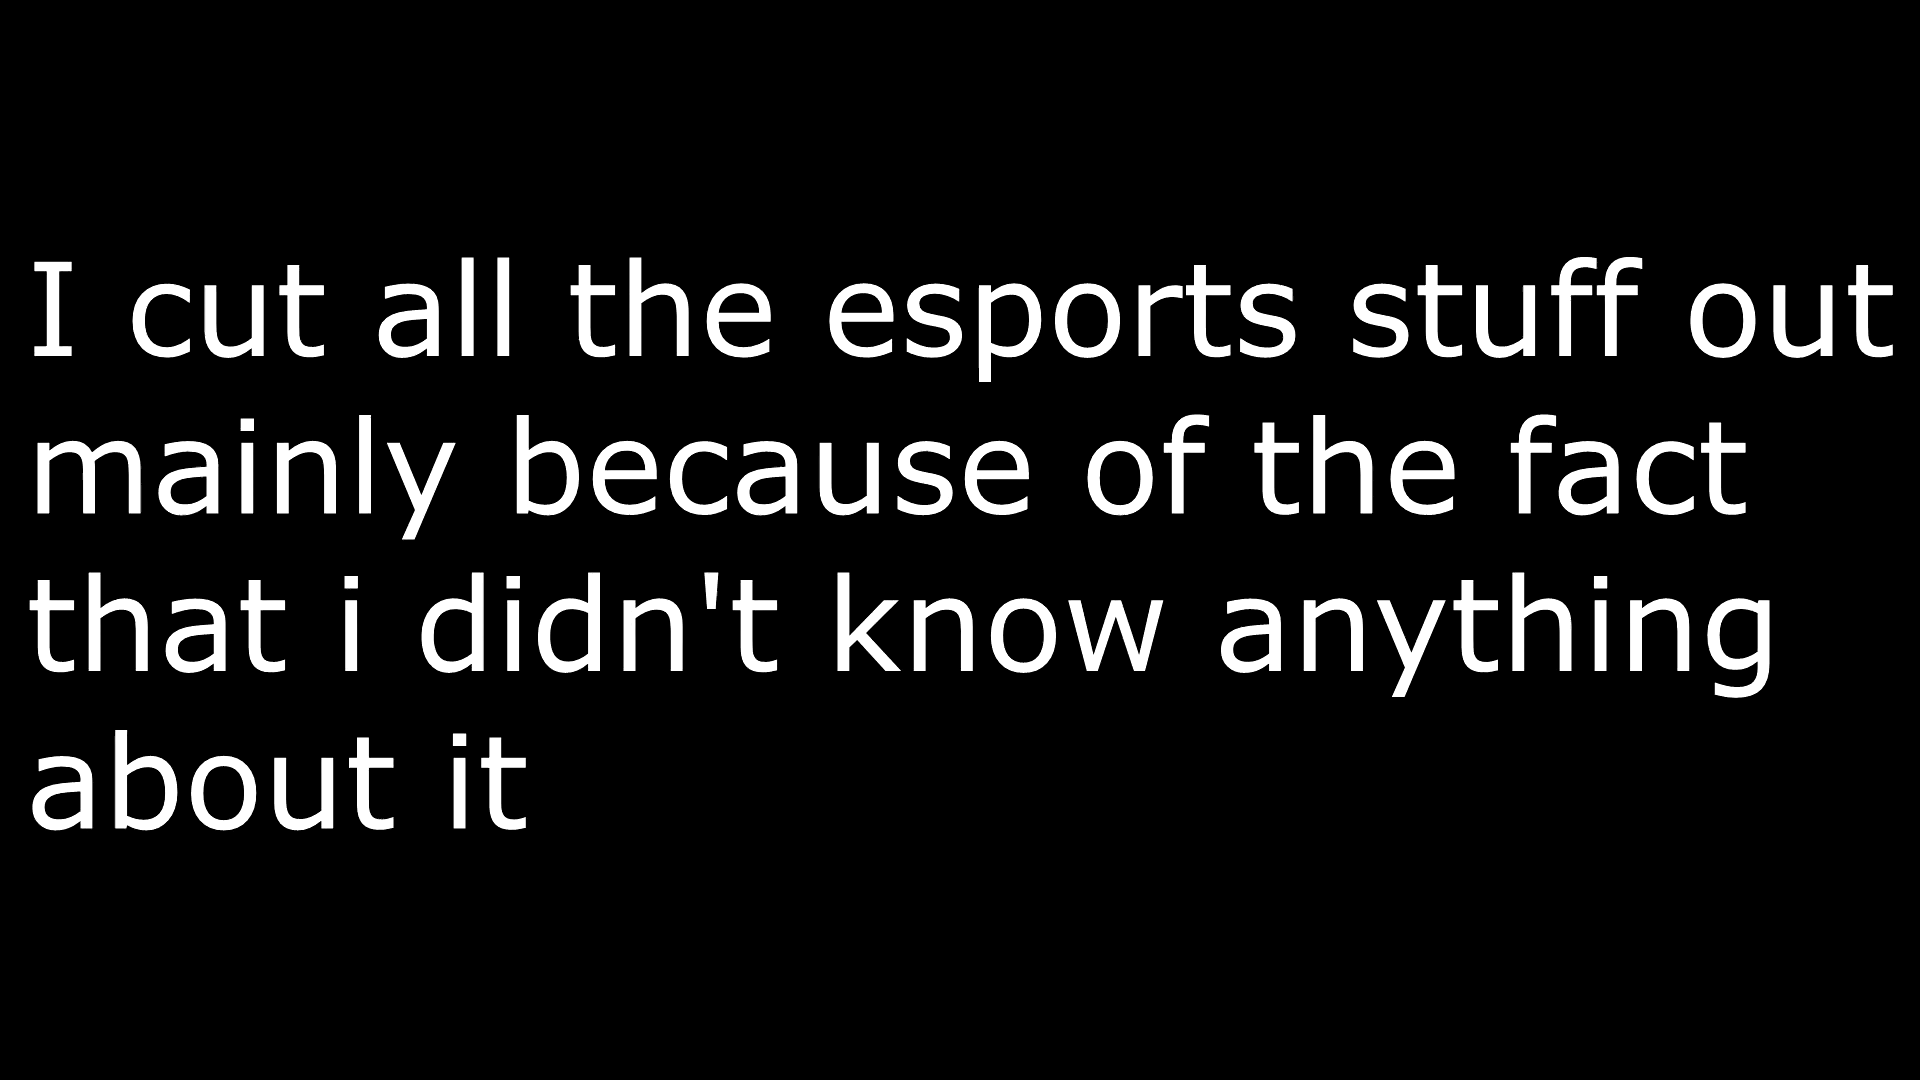 I cut all the esports stuff out
mainly because of the fact
that i didn't know anything
about it